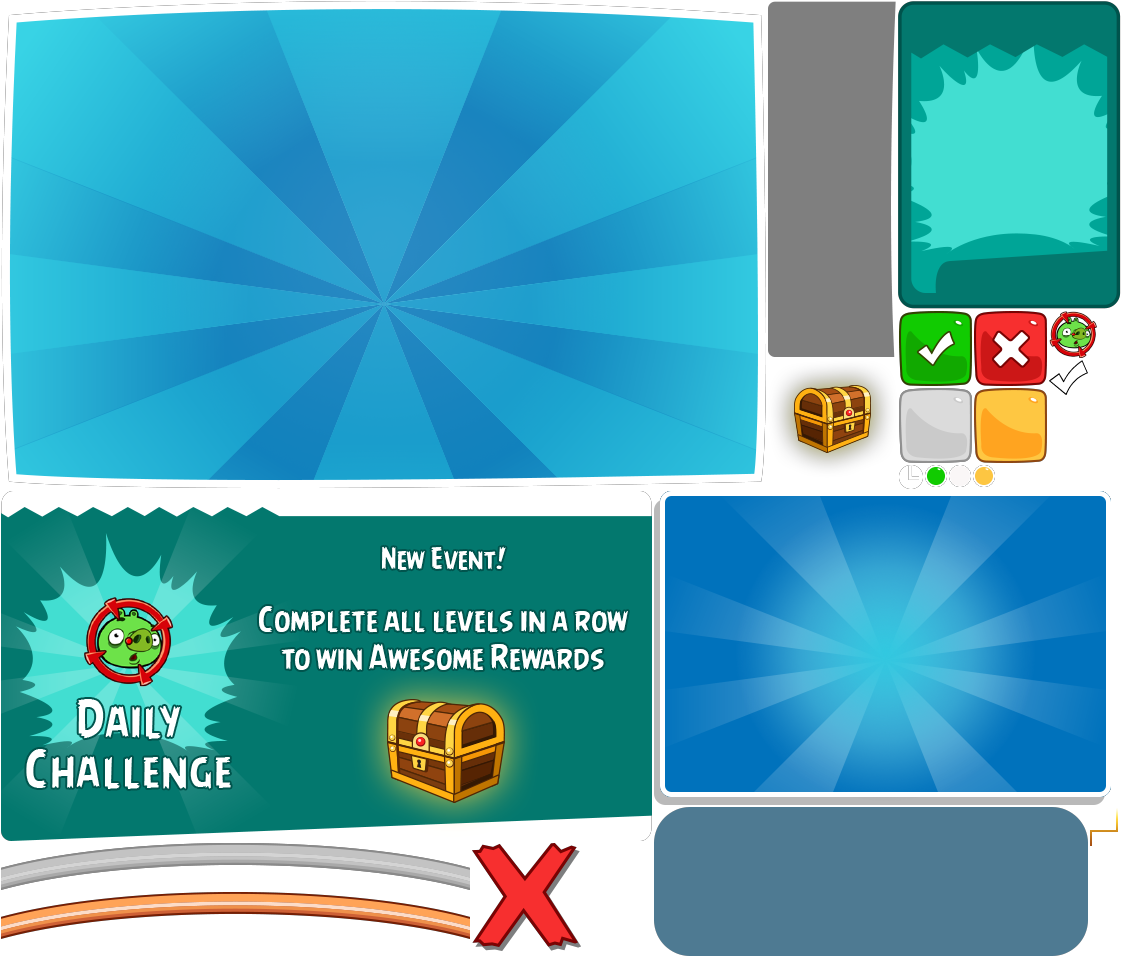 New Event!
Complete all levels in a row
to win Awesome Rewards
Daily
Challenge